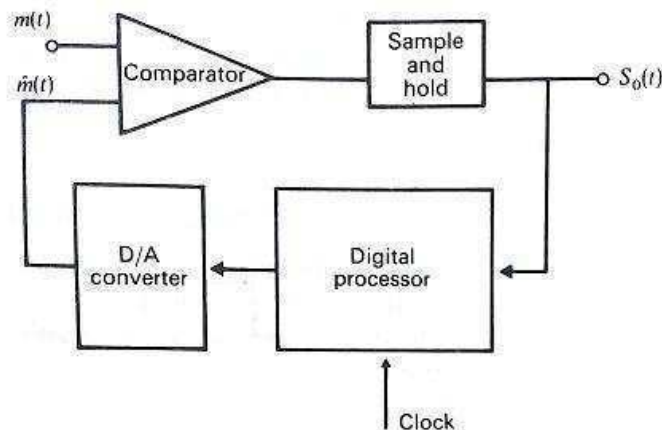 m(t)
m̂(t)
Comparator
Sample
and
hold
S₀(t)
D/A
converter
Digital
processor
Clock